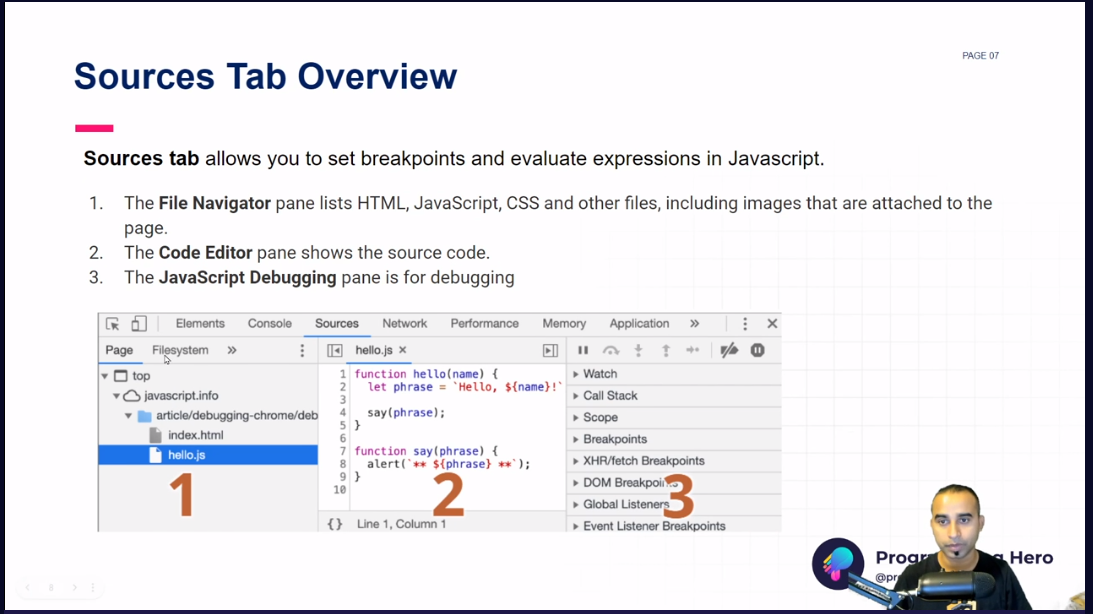 PAGE 07
Sources Tab Overview
Sources tab allows you to set breakpoints and evaluate expressions in Javascript.
1. The File Navigator pane lists HTML, JavaScript, CSS and other files, including images that are attached to the
page.
2. The Code Editor pane shows the source code.
3. The JavaScript Debugging pane is for debugging
Elements Console Sources Network Performance Memory Application »
Page Filesystem »
hello.js ×
top
javascript.info
article/debugging-chrome/deb
index.html
hello.js
1
1 function hello(name) {
2 let phrase = `Hello, ${name}!`
3
4 say(phrase);
5 }
6
7 function say(phrase) {
8 alert(`** ${phrase} **`);
9 }
10
2
{} Line 1, Column 1
Watch
Call Stack
Scope
Breakpoints
XHR/fetch Breakpoints
DOM Breakpoints
Global Listeners
Event Listener Breakpoints
3
Hero